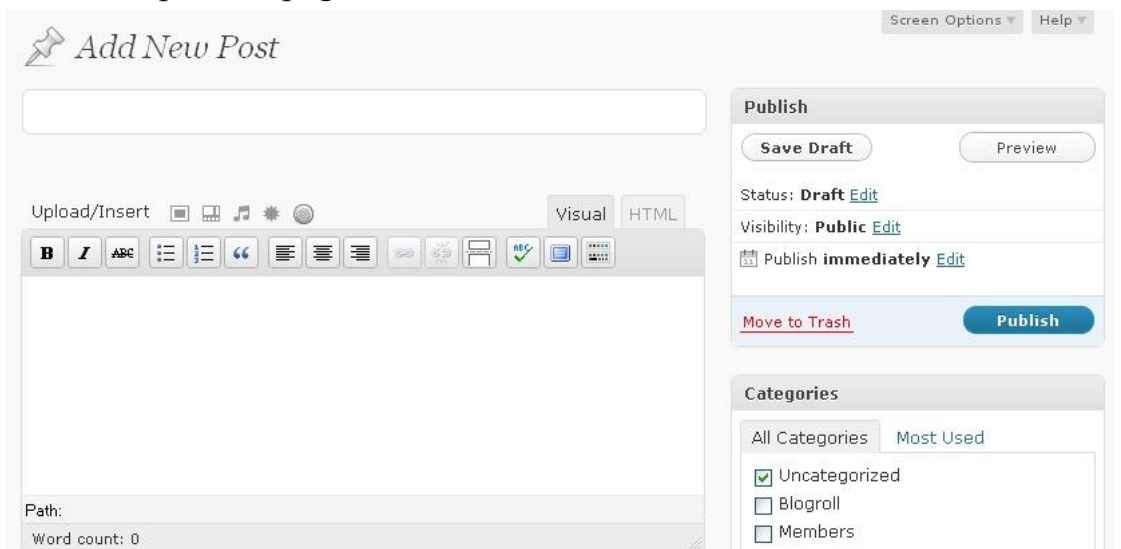 Screen Options Help
Add New Post
Upload/Insert Visual HTML
B I ABC ABC
Path:
Word count: 0
Publish
Save Draft Preview
Status: Draft Edit
Visibility: Public Edit
Publish immediately Edit
Move to Trash Publish
Categories
All Categories Most Used
Uncategorized
Blogroll
Members